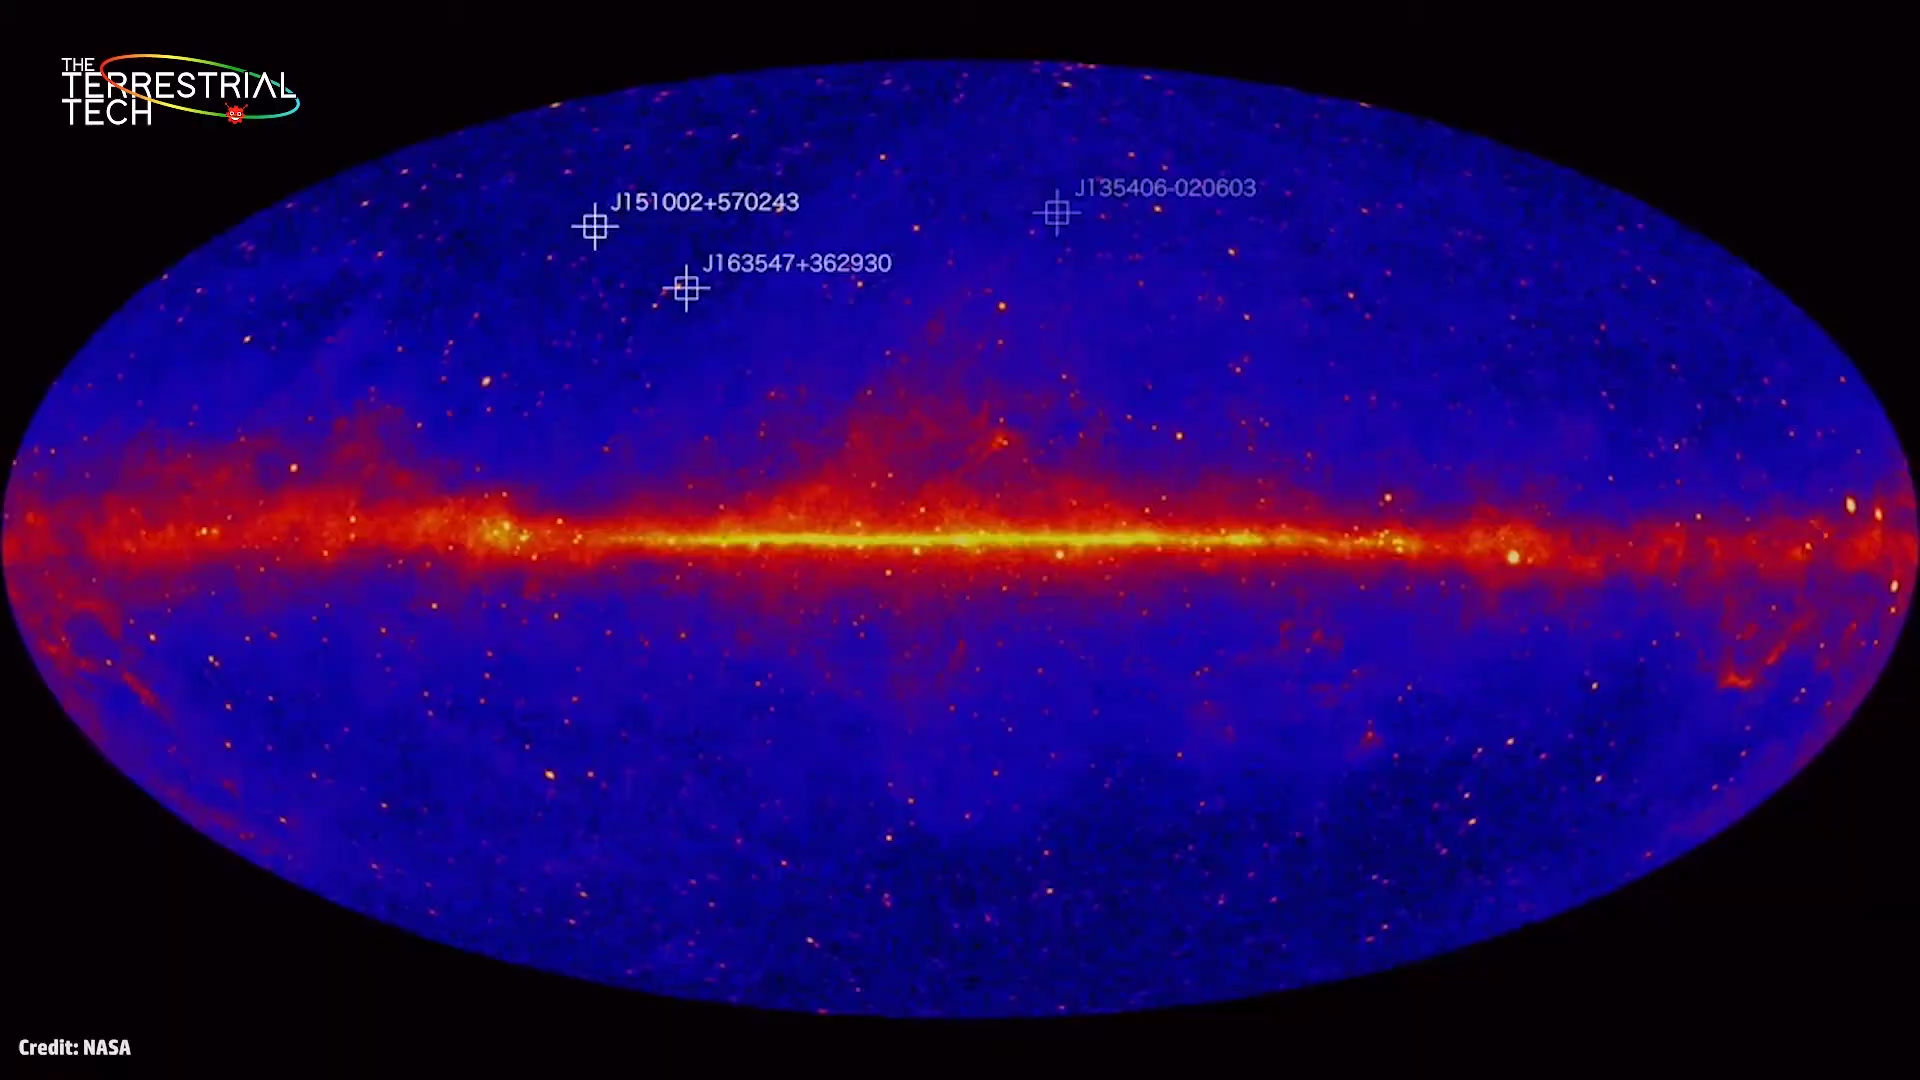 THE
TERRESTRIAL
TECH
J151002+570243
J135406-020603
J163547+362930
Credit: NASA